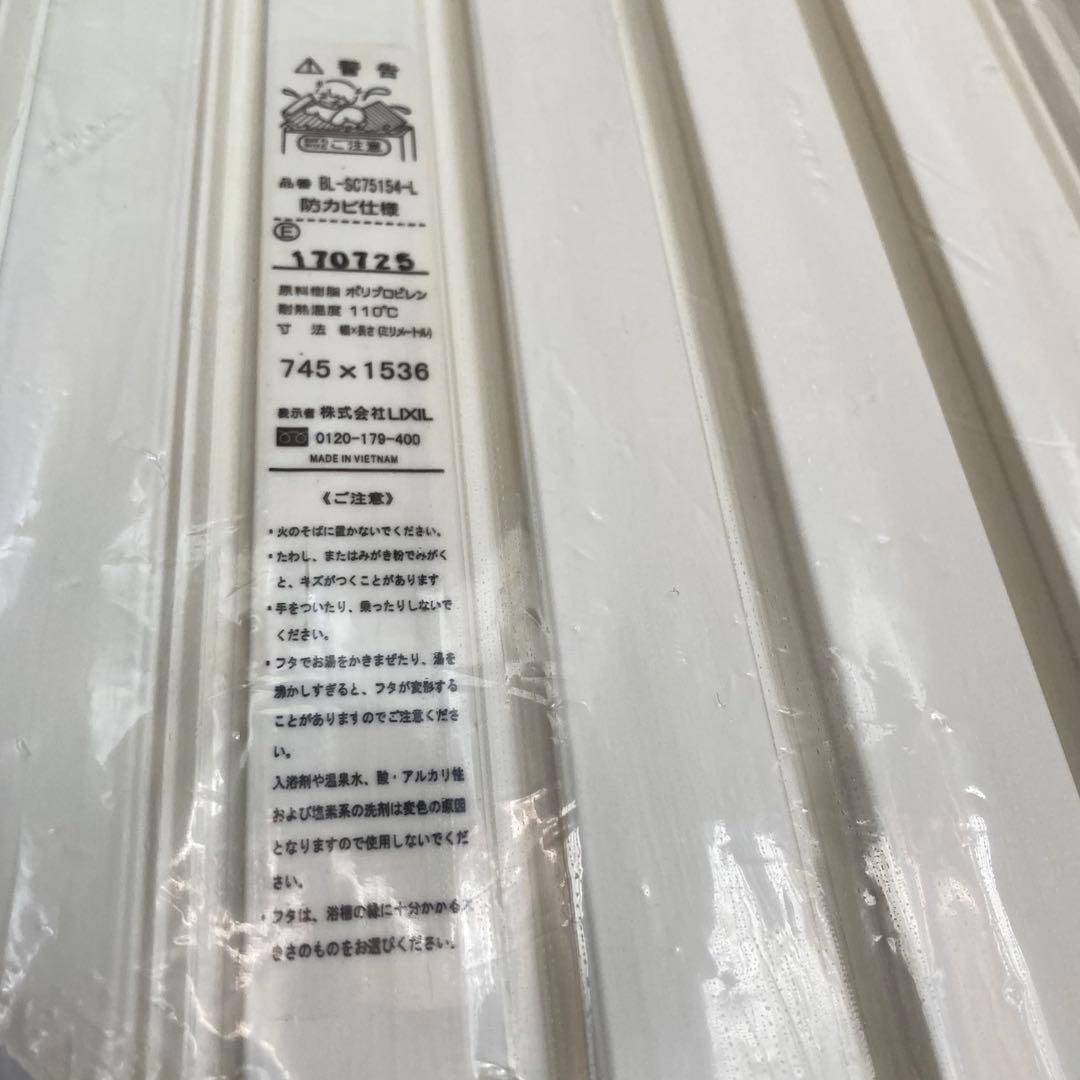 ⚠ 警告
ご注意
品番 BL-SC75154-L
防カビ仕様
Ⓔ
170725
原料樹脂 ポリプロピレン
耐熱温度 110℃
寸 法 幅×長さ(ミリメートル)
745×1536
表示者 株式会社LIXIL
0120-179-400
MADE IN VIETNAM
《ご注意》
・火のそばに置かないでください。
・たわし、またはみがき粉でみがく
と、キズがつくことがあります
・手をついたり、乗ったりしないで
ください。
・フタでお湯をかきまぜたり、湯を
沸かしすぎると、フタが変形する
ことがありますのでご注意くださ
い。
入浴剤や温泉水、酸・アルカリ性
および塩素系の洗剤は変色の原因
となりますので使用しないでくだ
さい。
・フタは、浴槽の縁に十分かかる大
きさのものをお選びください。